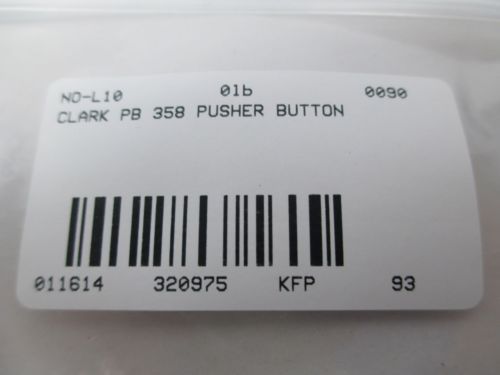 NO-L10 01b 0090
CLARK PB 358 PUSHER BUTTON
011614 320975 KFP 93